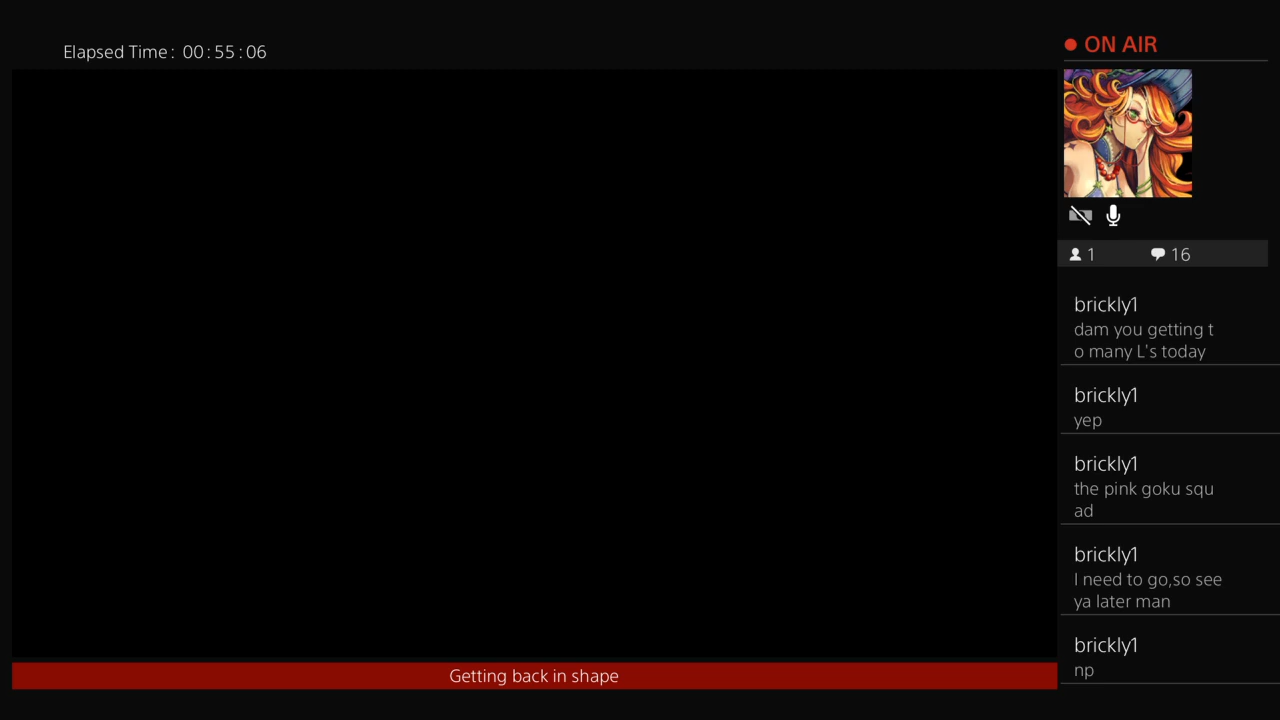 Elapsed Time: 00:55:06
ON AIR
1 16
brickly1
dam you getting t
o many L's today
brickly1
yep
brickly1
the pink goku squ
ad
brickly1
I need to go,so see
ya later man
brickly1
np
Getting back in shape